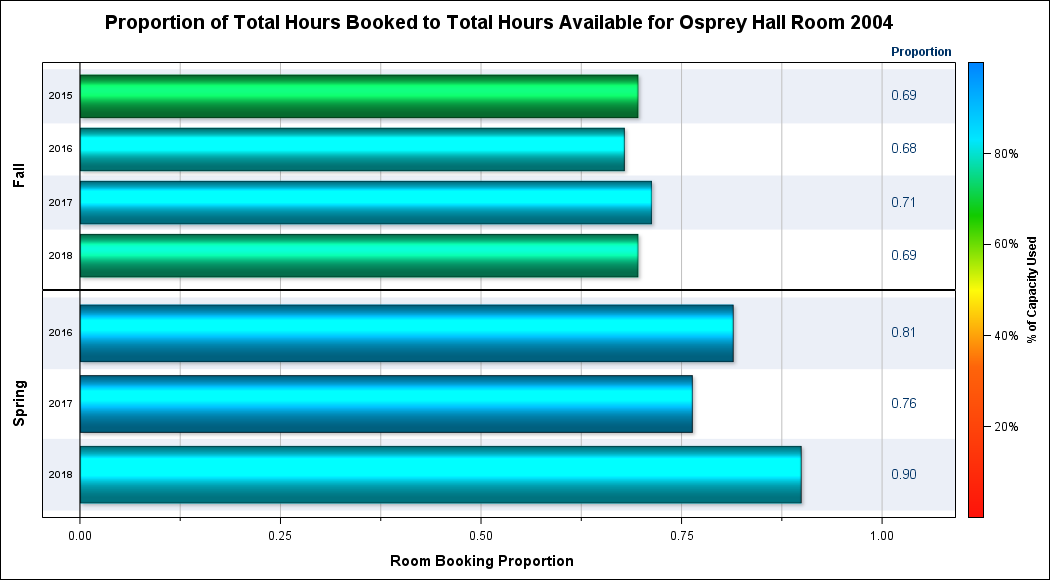 Proportion of Total Hours Booked to Total Hours Available for Osprey Hall Room 2004
Proportion
Fall
2015 0.69
2016 0.68
2017 0.71
2018 0.69
Spring
2016 0.81
2017 0.76
2018 0.90
0.00 0.25 0.50 0.75 1.00
Room Booking Proportion
80%
60%
40%
20%
% of Capacity Used